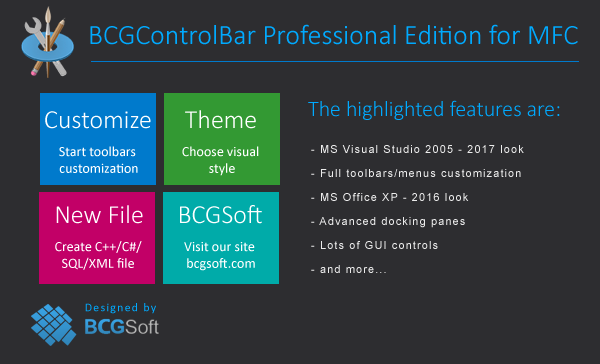 BCGControlBar Professional Edition for MFC
Customize
Start toolbars
customization
Theme
Choose visual
style
New File
Create C++/C#/
SQL/XML file
BCGSoft
Visit our site
bcgsoft.com
The highlighted features are:
- MS Visual Studio 2005 - 2017 look
- Full toolbars/menus customization
- MS Office XP - 2016 look
- Advanced docking panes
- Lots of GUI controls
- and more...
Designed by
BCGSoft